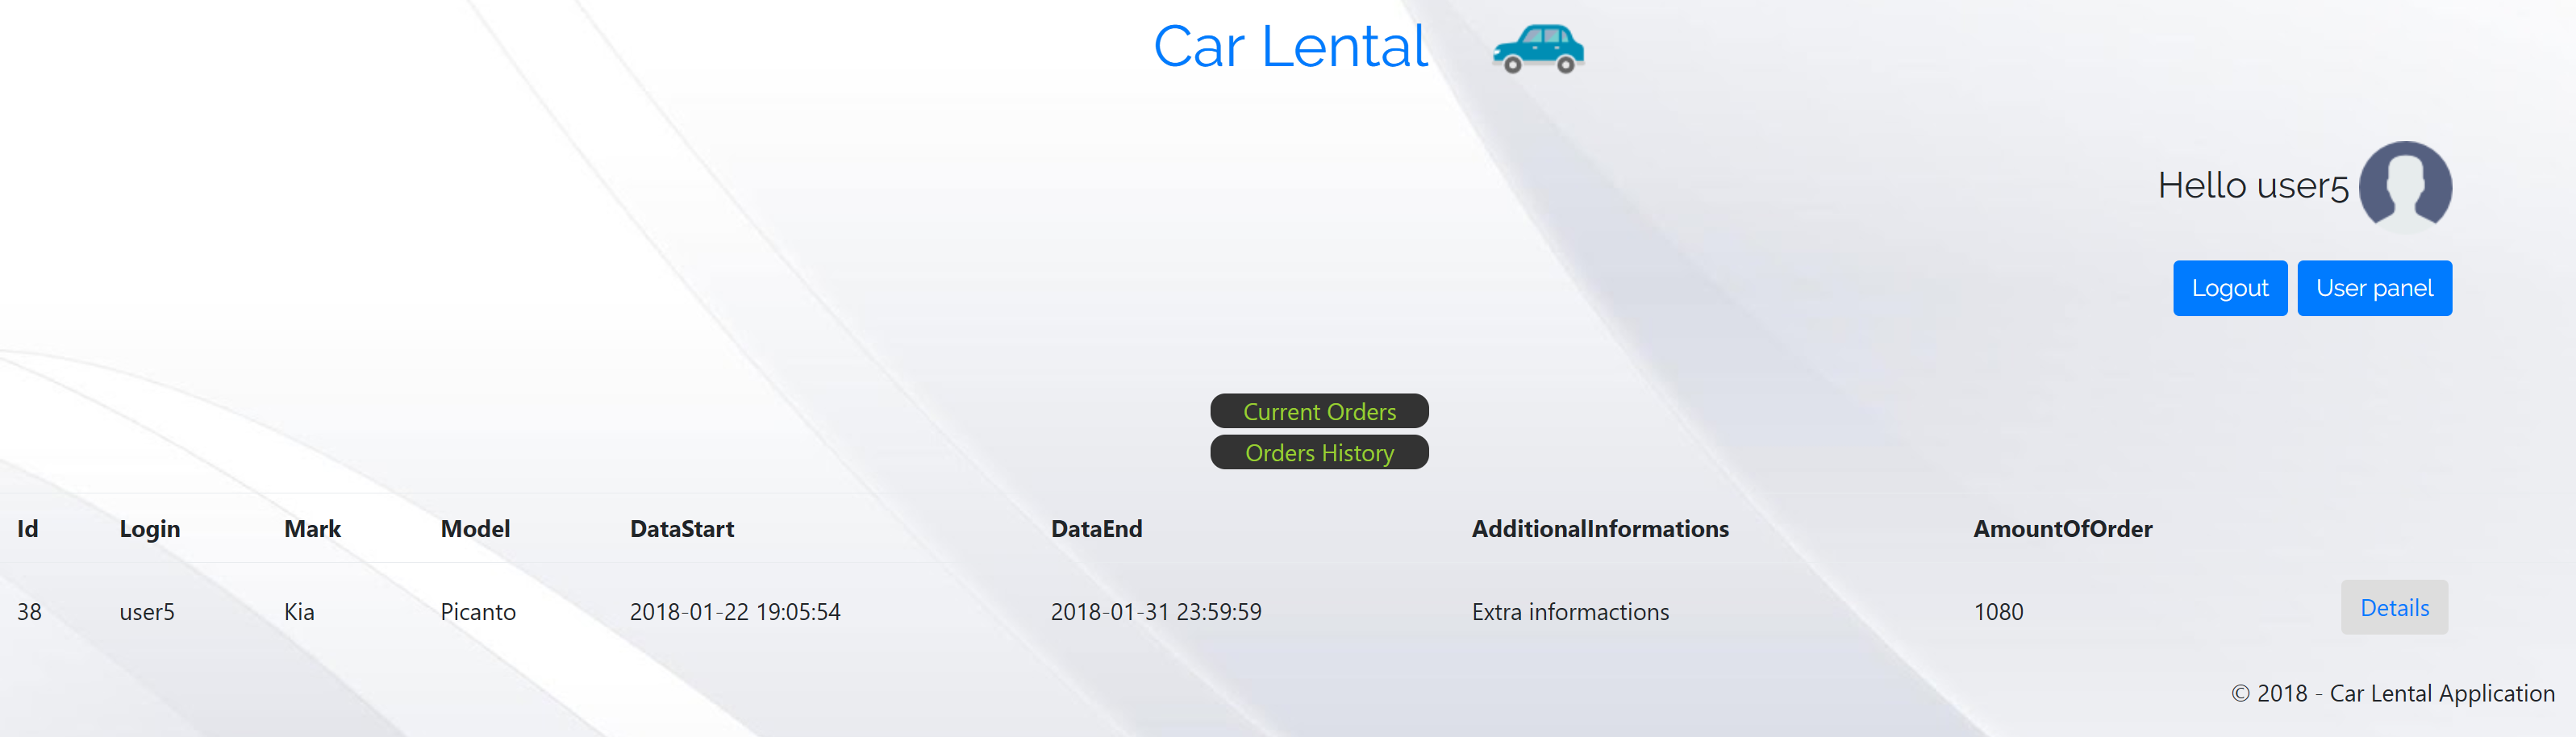 Car Lental
Hello user5
Logout User panel
Current Orders
Orders History
Id Login Mark Model DataStart DataEnd AdditionalInformations AmountOfOrder
38 user5 Kia Picanto 2018-01-22 19:05:54 2018-01-31 23:59:59 Extra informactions 1080 Details
© 2018 - Car Lental Application